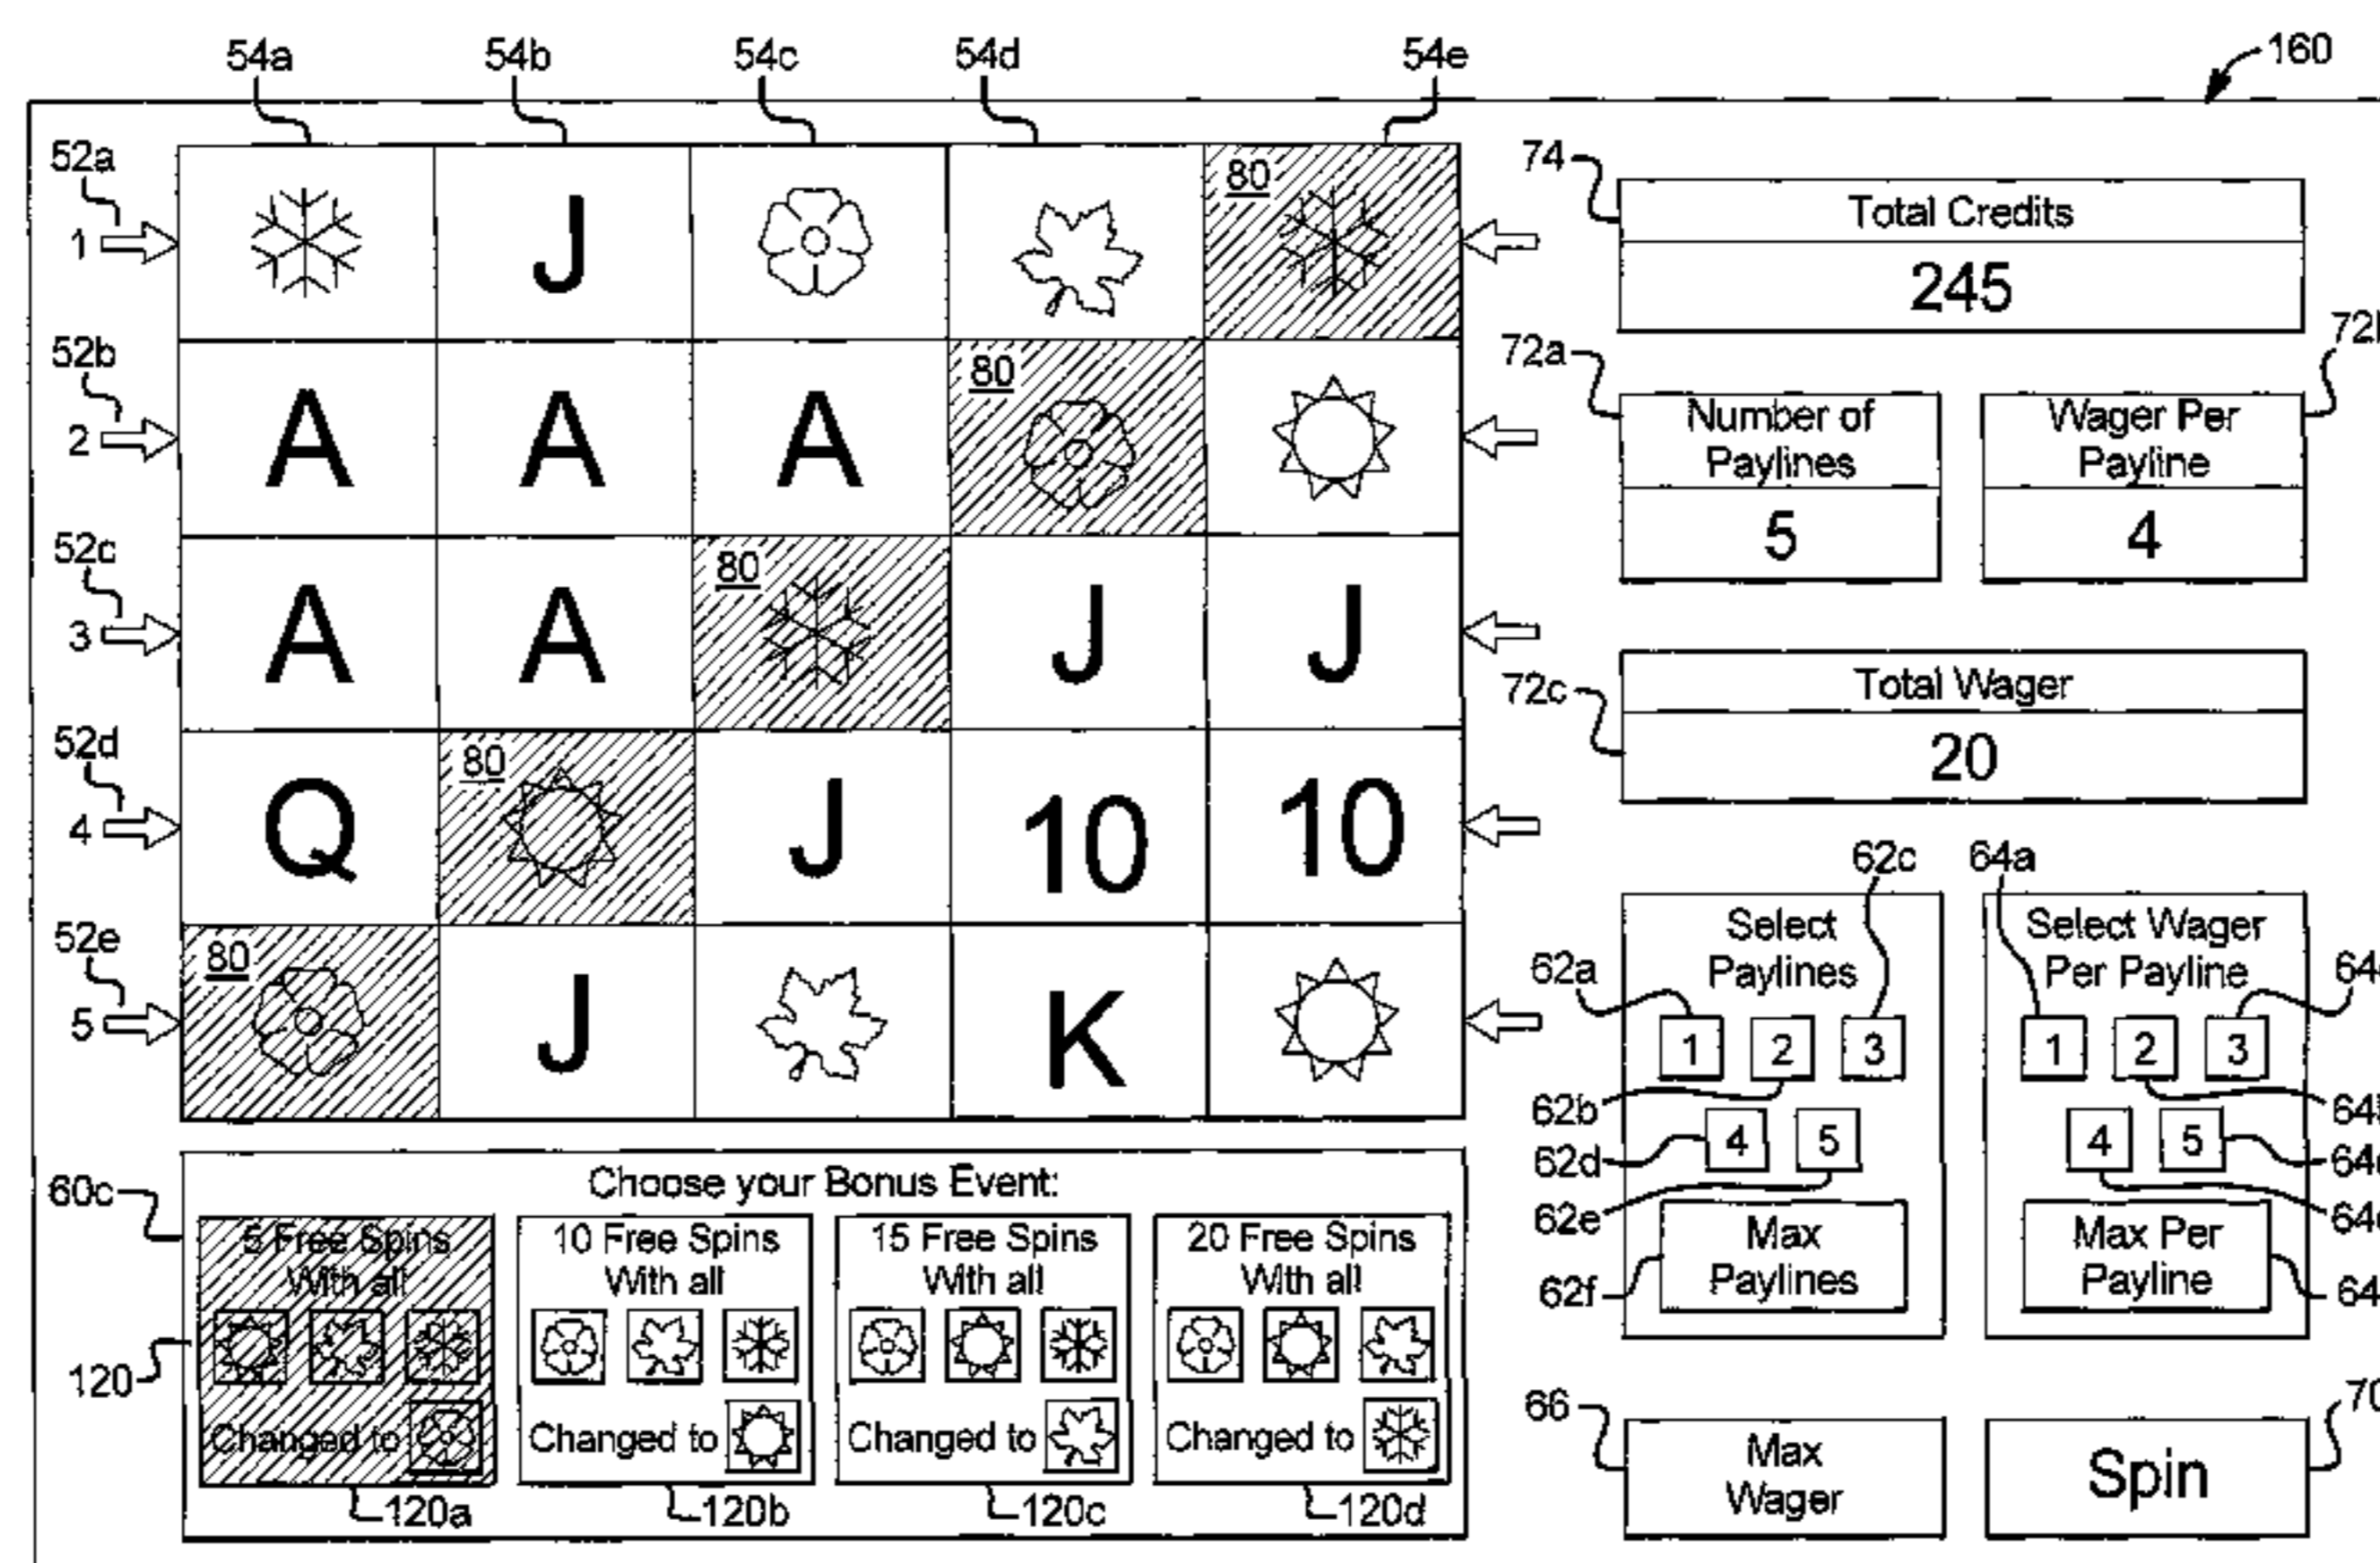 54a 54b 54c 54d 54e 160
52a 1 J 80 74 Total Credits
245
52b 2 A A A 80 72a Number of Paylines 5 Wager Per Payline 4
52c 3 A A 80 J J
72c Total Wager
20
52d 4 Q 80 J 10 10
62c 64a
52e 5 80 J K
62a Select Paylines Select Wager Per Payline
1 2 3 1 2 3
62b
62d 4 5 4 5
62e
62f Max Paylines Max Per Payline
60c Choose your Bonus Event:
5 Free Spins 10 Free Spins 15 Free Spins 20 Free Spins
With all With all With all With all
120
Changed to Changed to Changed to Changed to
120a 120b 120c 120d
66 Max Wager Spin